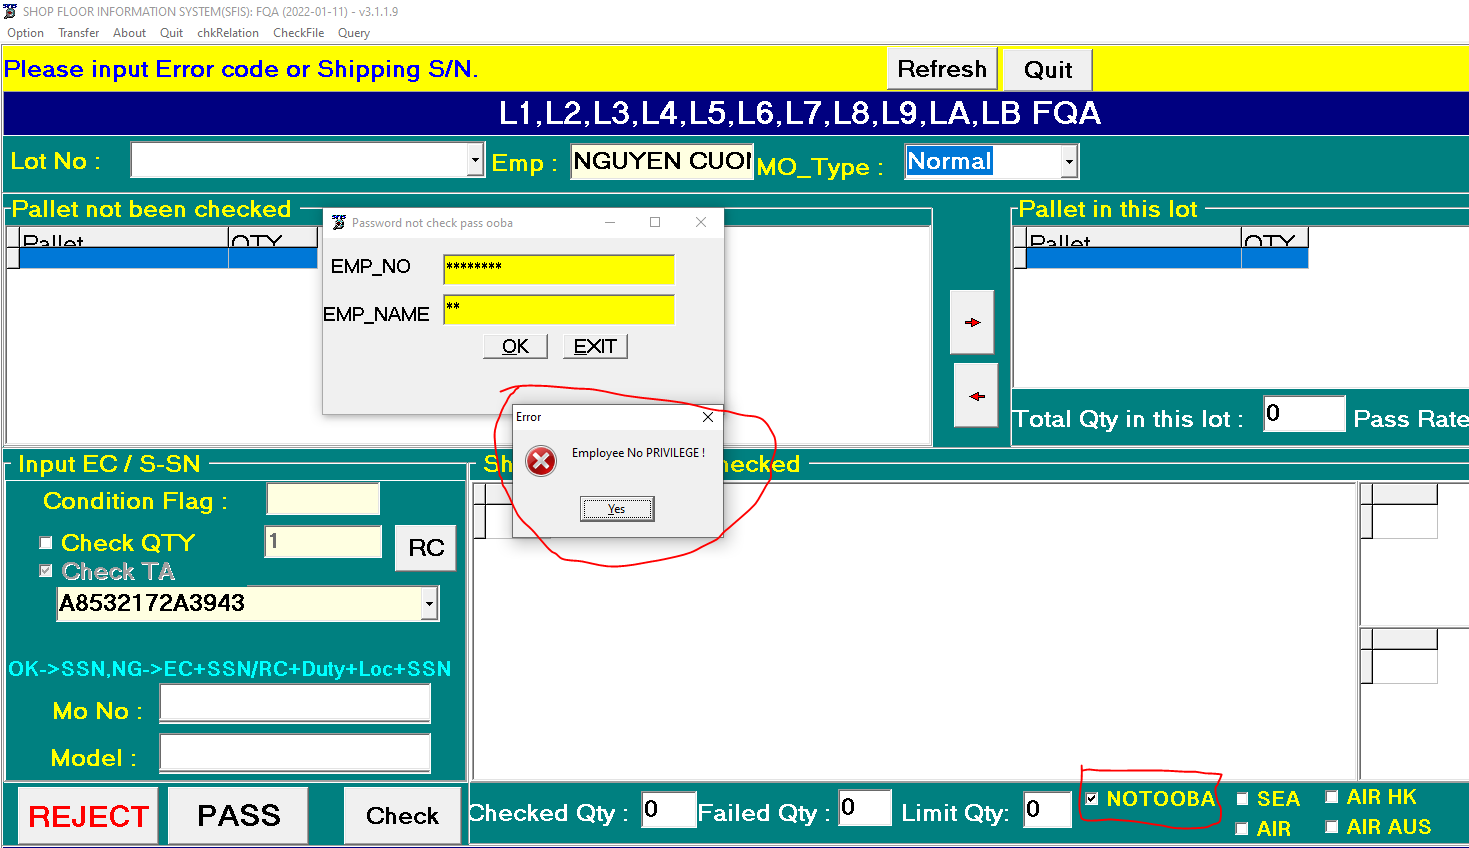 SHOP FLOOR INFORMATION SYSTEM(SFIS): FQA (2022-01-11) - v3.1.1.9
Option Transfer About Quit chkRelation CheckFile Query
Please input Error code or Shipping S/N. Refresh Quit
L1,L2,L3,L4,L5,L6,L7,L8,L9,LA,LB FQA
Lot No : Emp : NGUYEN CUO MO_Type : Normal
Pallet not been checked
Pallet QTY
Password not check pass ooba
EMP_NO ********
EMP_NAME **
OK EXIT
Error
Employee No PRIVILEGE !
Yes
Pallet in this lot
Pallet QTY
Total Qty in this lot : 0 Pass Rate
Input EC / S-SN
Condition Flag :
Check QTY 1 RC
Check TA
A8532172A3943
OK->SSN,NG->EC+SSN/RC+Duty+Loc+SSN
Mo No :
Model :
REJECT PASS Check
Checked Qty : 0 Failed Qty : 0 Limit Qty: 0 NOTOOBA SEA AIR HK
AIR AIR AUS